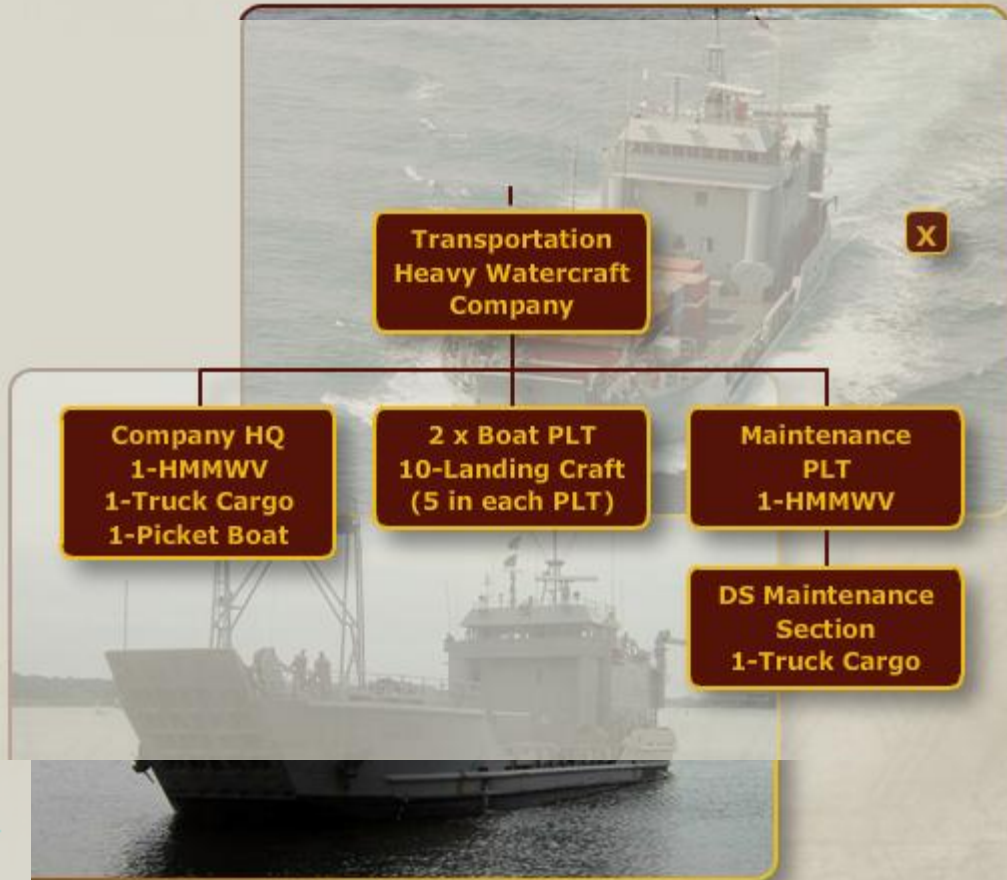 Transportation
Heavy Watercraft
Company
X
Company HQ
1-HMMWV
1-Truck Cargo
1-Picket Boat
2 x Boat PLT
10-Landing Craft
(5 in each PLT)
Maintenance
PLT
1-HMMWV
DS Maintenance
Section
1-Truck Cargo